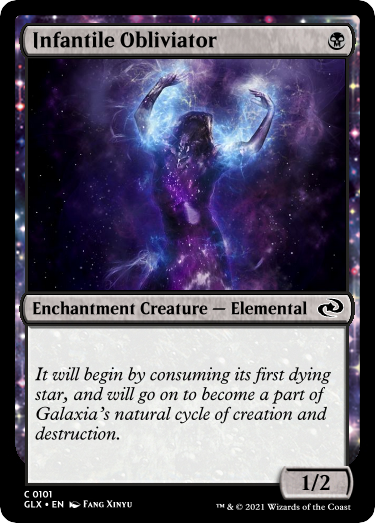 Infantile Obliviator
Enchantment Creature — Elemental
It will begin by consuming its first dying
star, and will go on to become a part of
Galaxia's natural cycle of creation and
destruction.
1/2
C 0101
GLX • EN Fang Xinyu
™ & © 2021 Wizards of the Coast